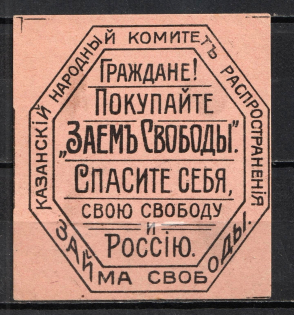 КАЗАНСКІЙ НАРОДНЫЙ КОМИТЕТЪ РАСПРОСТРАНЕНІЯ
ГРАЖДАНЕ!
ПОКУПАЙТЕ
„ЗАЕМЪ СВОБОДЫ“.
СПАСИТЕ СЕБЯ,
СВОЮ СВОБОДУ
И
РОССІЮ.
ЗАЙМА СВОБОДЫ.